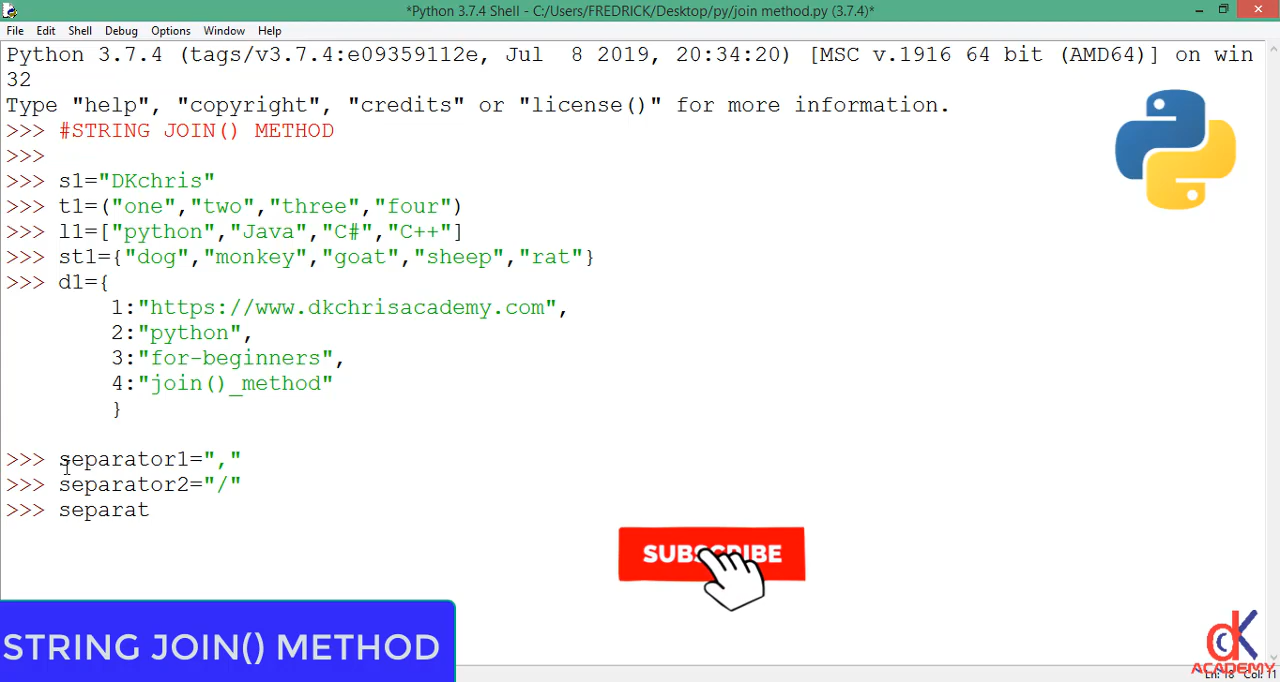 *Python 3.7.4 Shell - C:/Users/FREDRICK/Desktop/py/join method.py (3.7.4)*
File Edit Shell Debug Options Window Help
Python 3.7.4 (tags/v3.7.4:e09359112e, Jul  8 2019, 20:34:20) [MSC v.1916 64 bit (AMD64)] on win
32
Type "help", "copyright", "credits" or "license()" for more information.
>>> #STRING JOIN() METHOD
>>>
>>> s1="DKchris"
>>> t1=("one","two","three","four")
>>> l1=["python","Java","C#","C++"]
>>> st1={"dog","monkey","goat","sheep","rat"}
>>> d1={
1:"https://www.dkchrisacademy.com",
2:"python",
3:"for-beginners",
4:"join()_method"
}
>>> separator1=","
>>> separator2="/"
>>> separat
SUBSCRIBE
STRING JOIN() METHOD
dcK
ACADEMY
Ln: 18 Col: 11